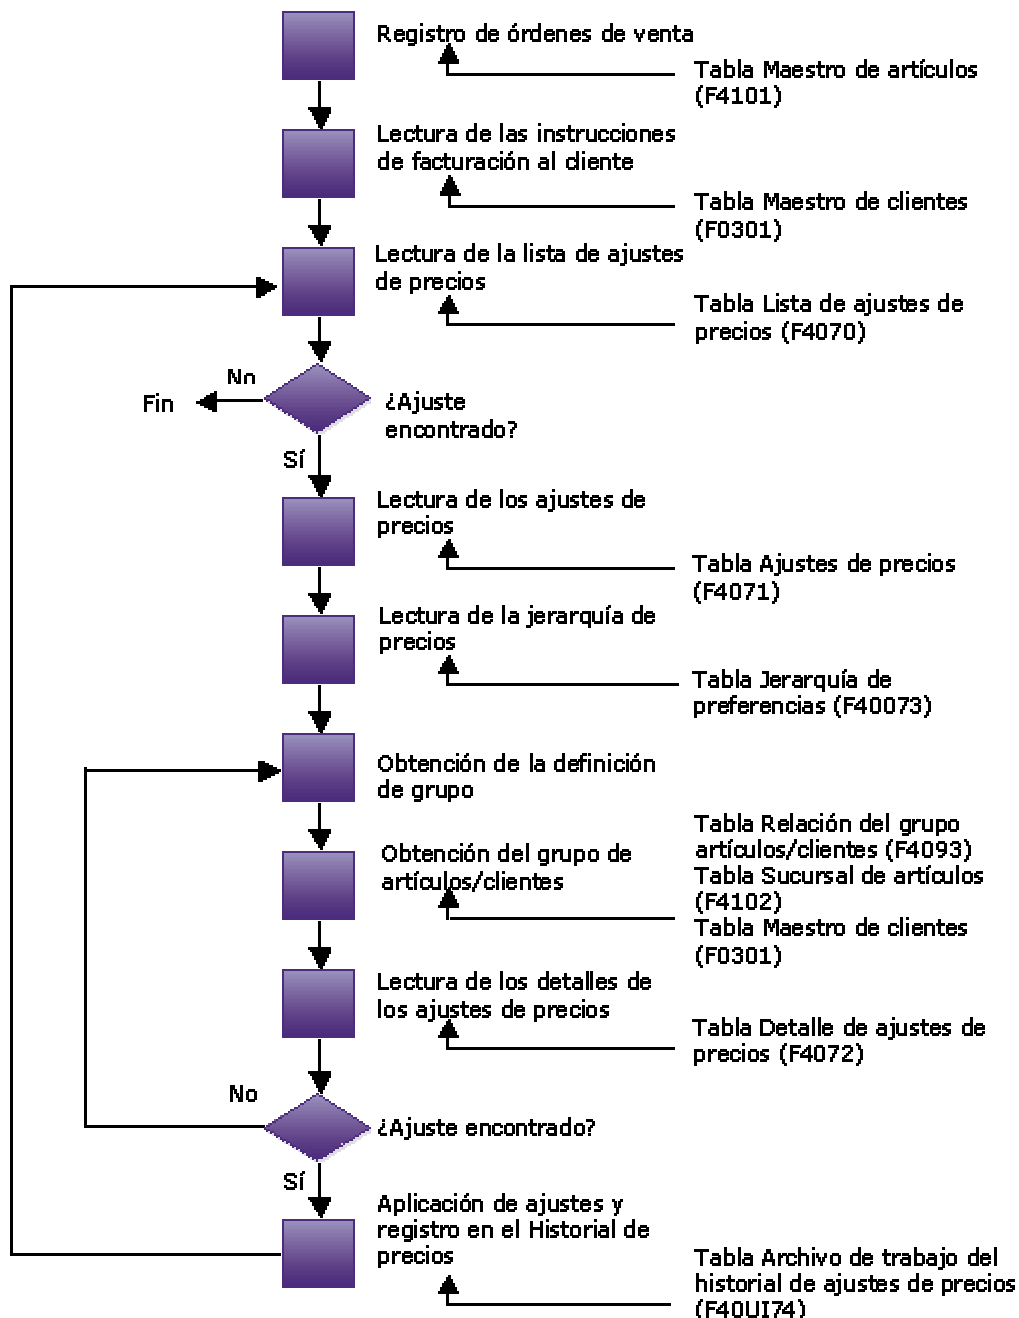 Registro de órdenes de venta
Tabla Maestro de artículos
(F4101)
Lectura de las instrucciones
de facturación al cliente
Tabla Maestro de clientes
(F0301)
Lectura de la lista de ajustes
de precios
Tabla Lista de ajustes de
precios (F4070)
No
Fin
¿Ajuste
encontrado?
Sí
Lectura de los ajustes de
precios
Tabla Ajustes de precios
(F4071)
Lectura de la jerarquía de
precios
Tabla Jerarquía de
preferencias (F40073)
Obtención de la definición
de grupo
Tabla Relación del grupo
artículos/clientes (F4093)
Obtención del grupo de
artículos/clientes
Tabla Sucursal de artículos
(F4102)
Tabla Maestro de clientes
(F0301)
Lectura de los detalles de
los ajustes de precios
Tabla Detalle de ajustes de
precios (F4072)
No
¿Ajuste encontrado?
Sí
Aplicación de ajustes y
registro en el Historial de
precios
Tabla Archivo de trabajo del
historial de ajustes de precios
(F40UI74)